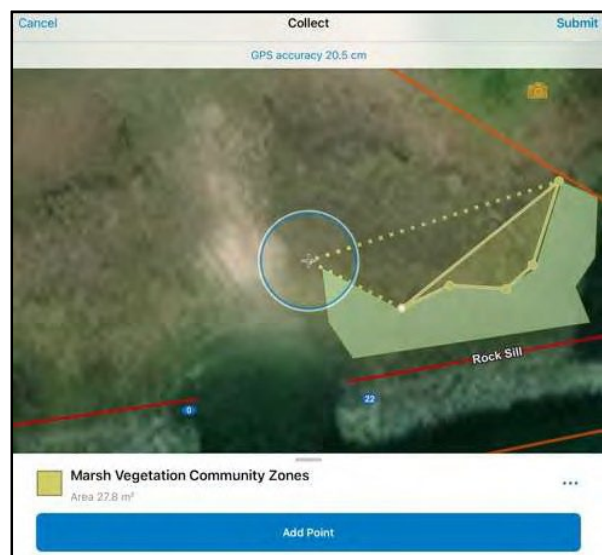 Cancel Collect Submit
GPS accuracy 20.5 cm
Rock Sill
22
0
Marsh Vegetation Community Zones
Area 27.8 m²
Add Point